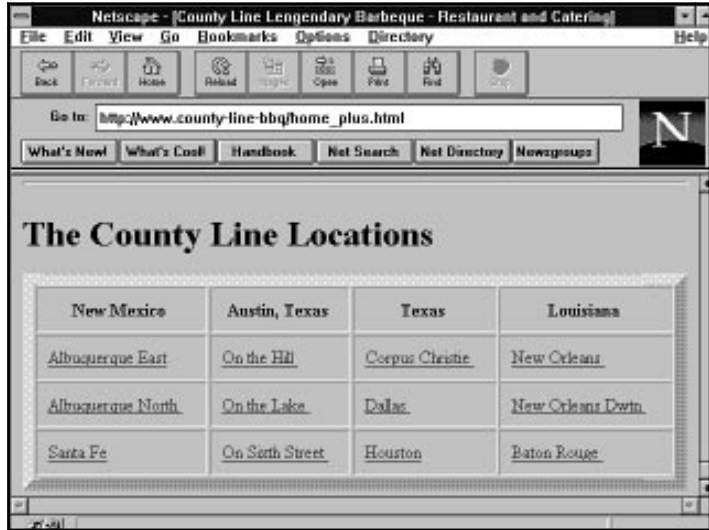 Netscape - [County Line Lengendary Barbeque - Restaurant and Catering]
File Edit View Go Bookmarks Options Directory Help
Back Forward Home Reload Images Open Print Find Stop
Go to: http://www.county-line-bbq/home_plus.html
What's New! What's Cool! Handbook Net Search Net Directory Newsgroups
N
The County Line Locations
New Mexico Austin, Texas Texas Louisiana
Albuquerque East On the Hill Corpus Christie New Orleans
Albuquerque North On the Lake Dallas New Orleans Dwtn
Santa Fe On Sixth Street Houston Baton Rouge